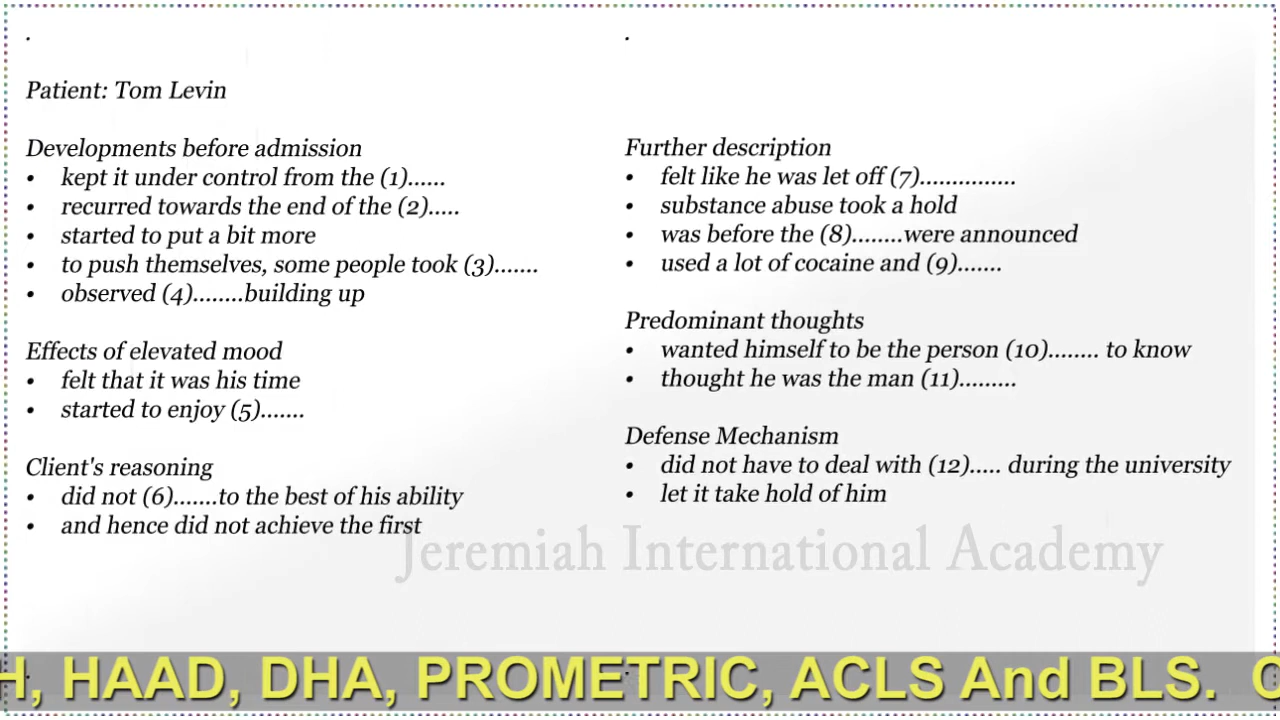 Patient: Tom Levin
Developments before admission
• kept it under control from the (1)......
• recurred towards the end of the (2).....
• started to put a bit more
• to push themselves, some people took (3).......
• observed (4)........building up
Effects of elevated mood
• felt that it was his time
• started to enjoy (5).......
Client's reasoning
• did not (6).......to the best of his ability
• and hence did not achieve the first
Further description
• felt like he was let off (7)...............
• substance abuse took a hold
• was before the (8)........were announced
• used a lot of cocaine and (9).......
Predominant thoughts
• wanted himself to be the person (10)........ to know
• thought he was the man (11).........
Defense Mechanism
• did not have to deal with (12)..... during the university
• let it take hold of him
Jeremiah International Academy
H, HAAD, DHA, PROMETRIC, ACLS And BLS. C